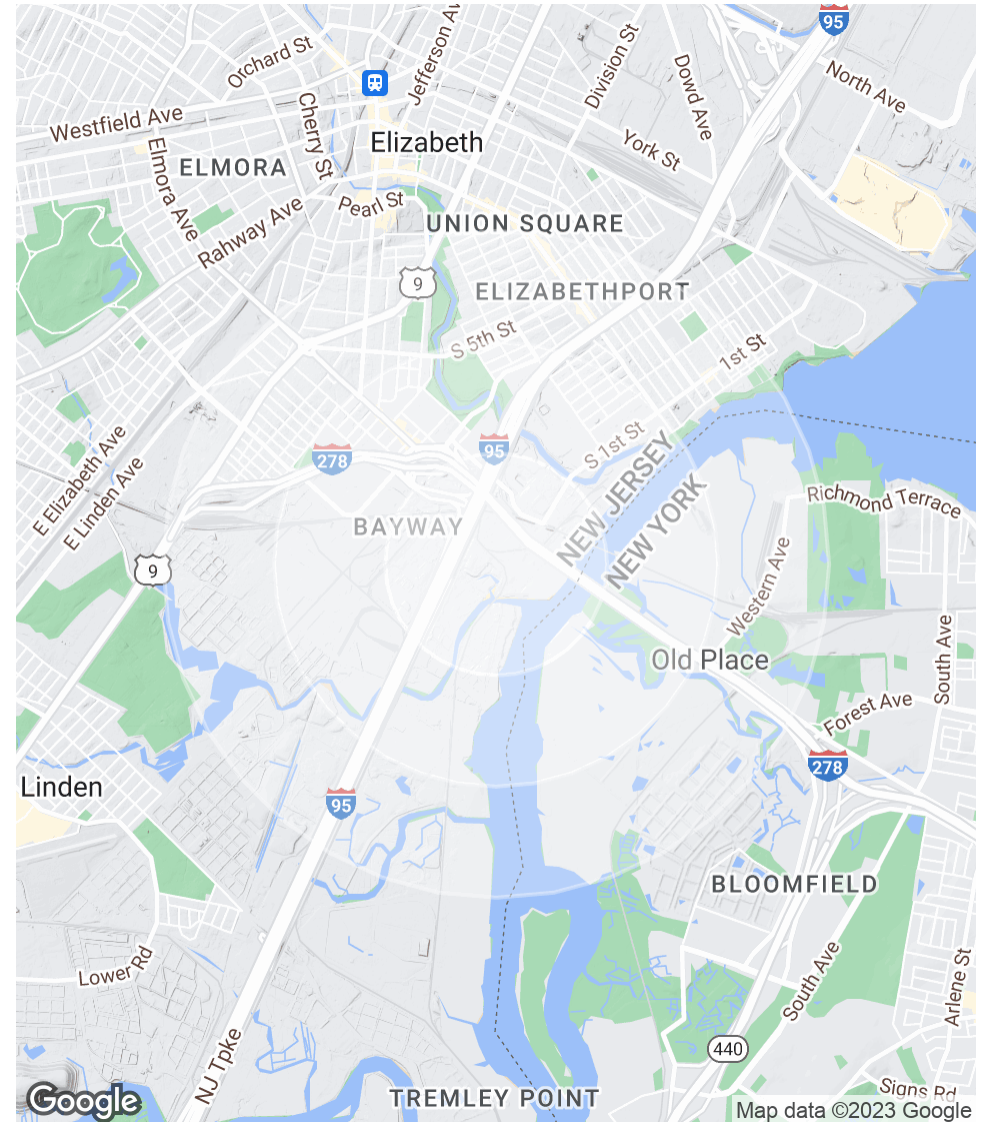 95
Orchard St
Jefferson Av
Division St
Dowd Ave
North Ave
Westfield Ave
Cherry St
Elizabeth
York St
Elmora Ave
ELMORA
Pearl St
Rahway Ave
UNION SQUARE
9
ELIZABETHPORT
S 5th St
1st St
E Elizabeth Ave
E Linden Ave
278
95
S 1st St
NEW JERSEY
NEW YORK
Richmond Terrace
BAYWAY
9
Western Ave
Old Place
South Ave
Forest Ave
278
Linden
95
BLOOMFIELD
Lower Rd
South Ave
Arlene St
NJ Tpke
440
TREMLEY POINT
Signs Rd
Google
Map data ©2023 Google